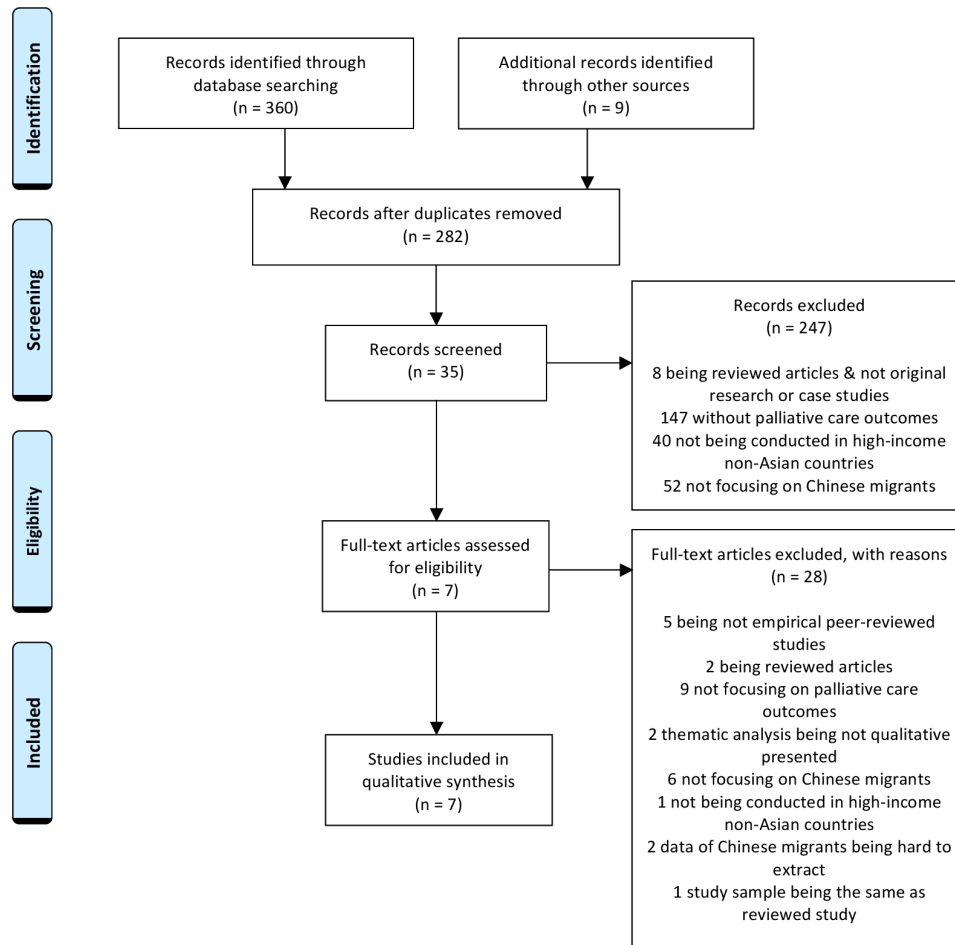 Identification
Records identified through
database searching
(n = 360)
Additional records identified
through other sources
(n = 9)
Records after duplicates removed
(n = 282)
Screening
Records screened
(n = 35)
Records excluded
(n = 247)
8 being reviewed articles & not original
research or case studies
147 without palliative care outcomes
40 not being conducted in high-income
non-Asian countries
52 not focusing on Chinese migrants
Eligibility
Full-text articles assessed
for eligibility
(n = 7)
Full-text articles excluded, with reasons
(n = 28)
5 being not empirical peer-reviewed
studies
2 being reviewed articles
9 not focusing on palliative care
outcomes
2 thematic analysis being not qualitative
presented
6 not focusing on Chinese migrants
1 not being conducted in high-income
non-Asian countries
2 data of Chinese migrants being hard to
extract
1 study sample being the same as
reviewed study
Included
Studies included in
qualitative synthesis
(n = 7)